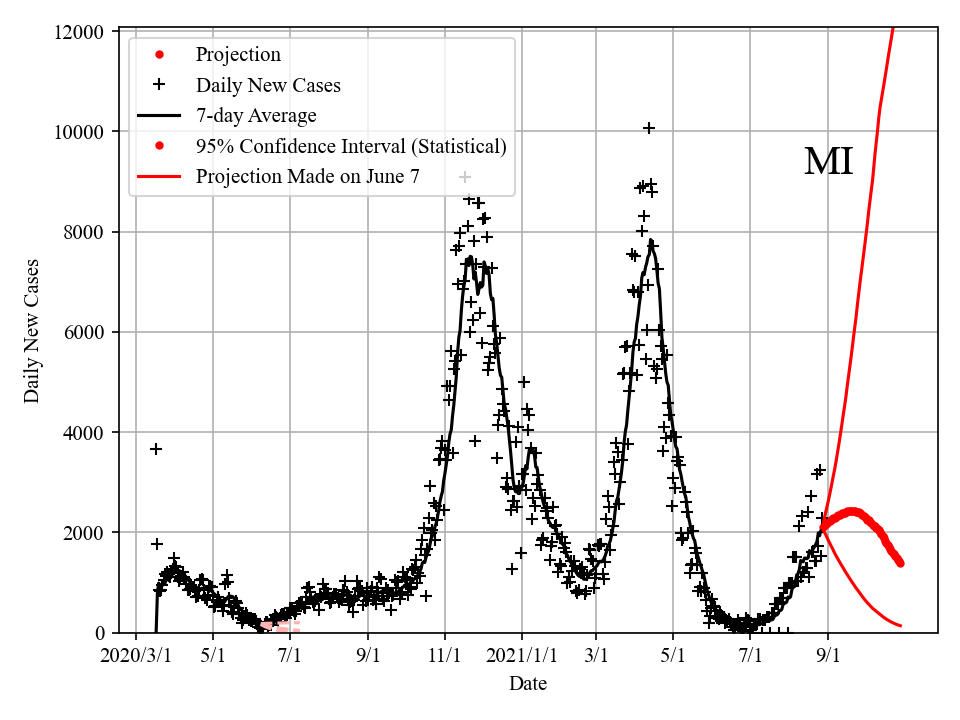 12000
10000
8000
6000
4000
2000
0
Daily New Cases
Projection
Daily New Cases
7-day Average
95% Confidence Interval (Statistical)
Projection Made on June 7
MI
2020/3/1 5/1 7/1 9/1 11/1 2021/1/1 3/1 5/1 7/1 9/1
Date